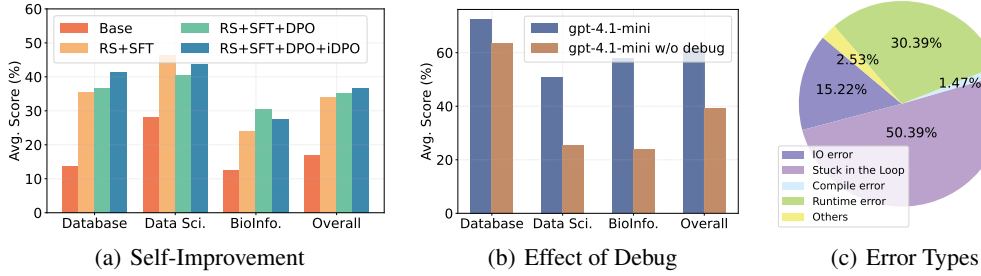 60
50
40
30
20
10
0
Avg. Score (%)
Base
RS+SFT
RS+SFT+DPO
RS+SFT+DPO+iDPO
Database
Data Sci.
BioInfo.
Overall
(a) Self-Improvement
60
40
20
0
Avg. Score (%)
gpt-4.1-mini
gpt-4.1-mini w/o debug
Database
Data Sci.
BioInfo.
Overall
(b) Effect of Debug
30.39%
2.53%
1.47%
15.22%
50.39%
IO error
Stuck in the Loop
Compile error
Runtime error
Others
(c) Error Types